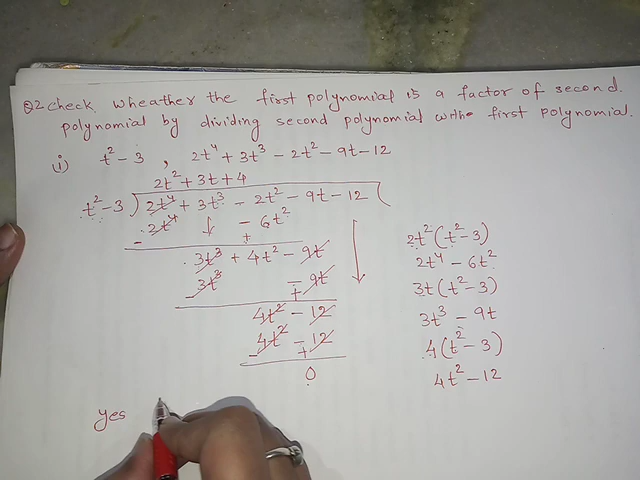 Q2 check wheather the first polynomial is a factor of second
polynomial by dividing second polynomial withe first polynomial.
i) t² - 3 , 2t⁴ + 3t³ - 2t² - 9t - 12
2t² + 3t + 4
t² - 3 ) 2t⁴ + 3t³ - 2t² - 9t - 12 (
2t⁴ ↓ - 6t²
- +
3t³ + 4t² - 9t
3t³ - 9t
- +
4t² - 12
4t² - 12
- +
0
2t² (t² - 3)
2t⁴ - 6t²
3t (t² - 3)
3t³ - 9t
4 (t² - 3)
4t² - 12
yes